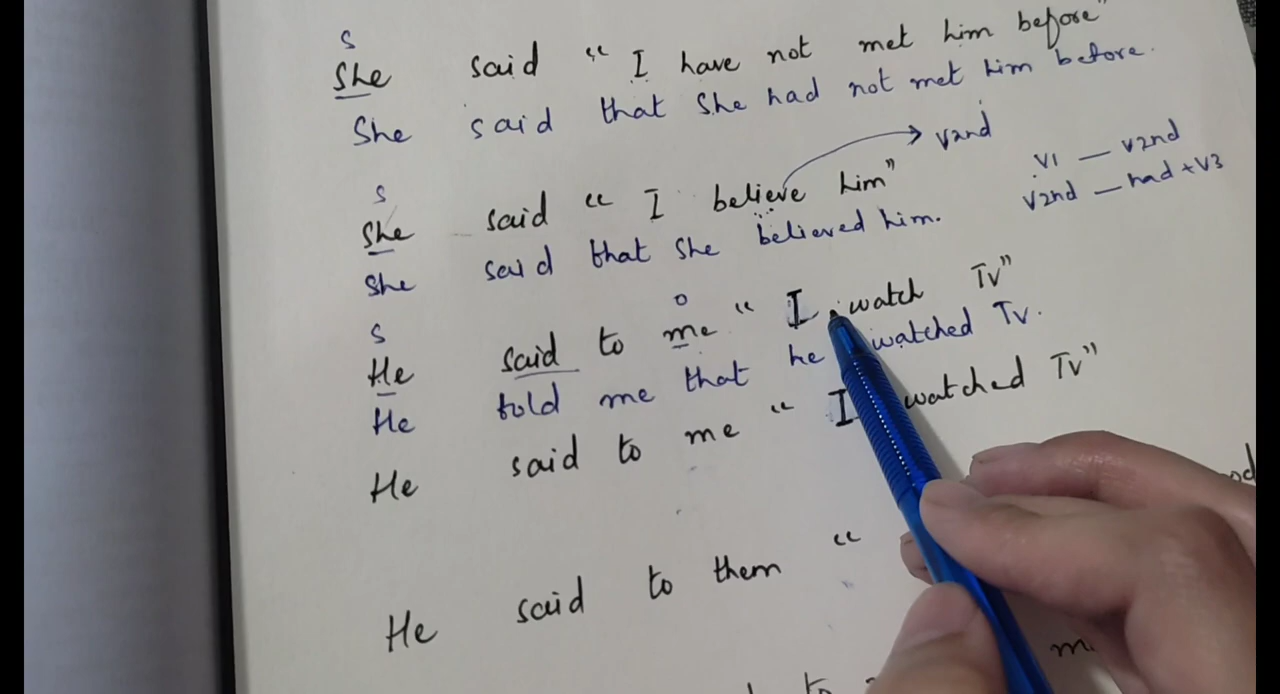 S
She said " I have not met him before"
She said that She had not met him before.
v2nd
V1 — V2nd
V2nd — had + V3
S
She said " I believe him"
She said that She believed him.
S O
He said to me " I watch Tv"
He told me that he watched Tv.
He said to me " I watched Tv"
He said to them "
to